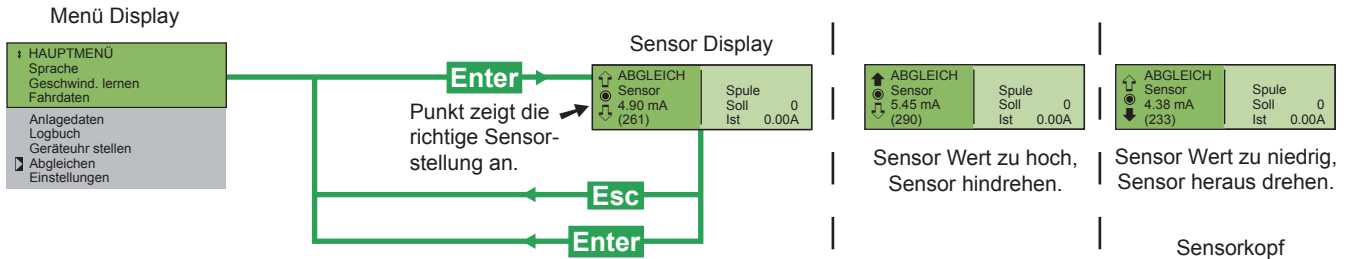 Menü Display
HAUPTMENÜ
Sprache
Geschwind. lernen
Fahrdaten
Anlagedaten
Logbuch
Geräteuhr stellen
Abgleichen
Einstellungen
Enter
Punkt zeigt die
richtige Sensor-
stellung an.
Esc
Enter
Sensor Display
ABGLEICH
Sensor
4.90 mA
(261)
Spule
Soll 0
Ist 0.00A
ABGLEICH
Sensor
5.45 mA
(290)
Spule
Soll 0
Ist 0.00A
Sensor Wert zu hoch,
Sensor hindrehen.
ABGLEICH
Sensor
4.38 mA
(233)
Spule
Soll 0
Ist 0.00A
Sensor Wert zu niedrig,
Sensor heraus drehen.
Sensorkopf